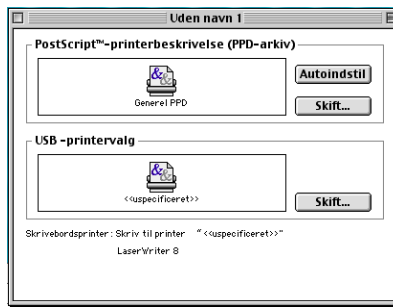 Uden navn 1
PostScript™-printerbeskrivelse (PPD-arkiv)
Generel PPD
Autoindstil
Skift...
USB -printervalg
<<uspecificeret>>
Skift...
Skrivebordsprinter: Skriv til printer "<<uspecificeret>>"
LaserWriter 8